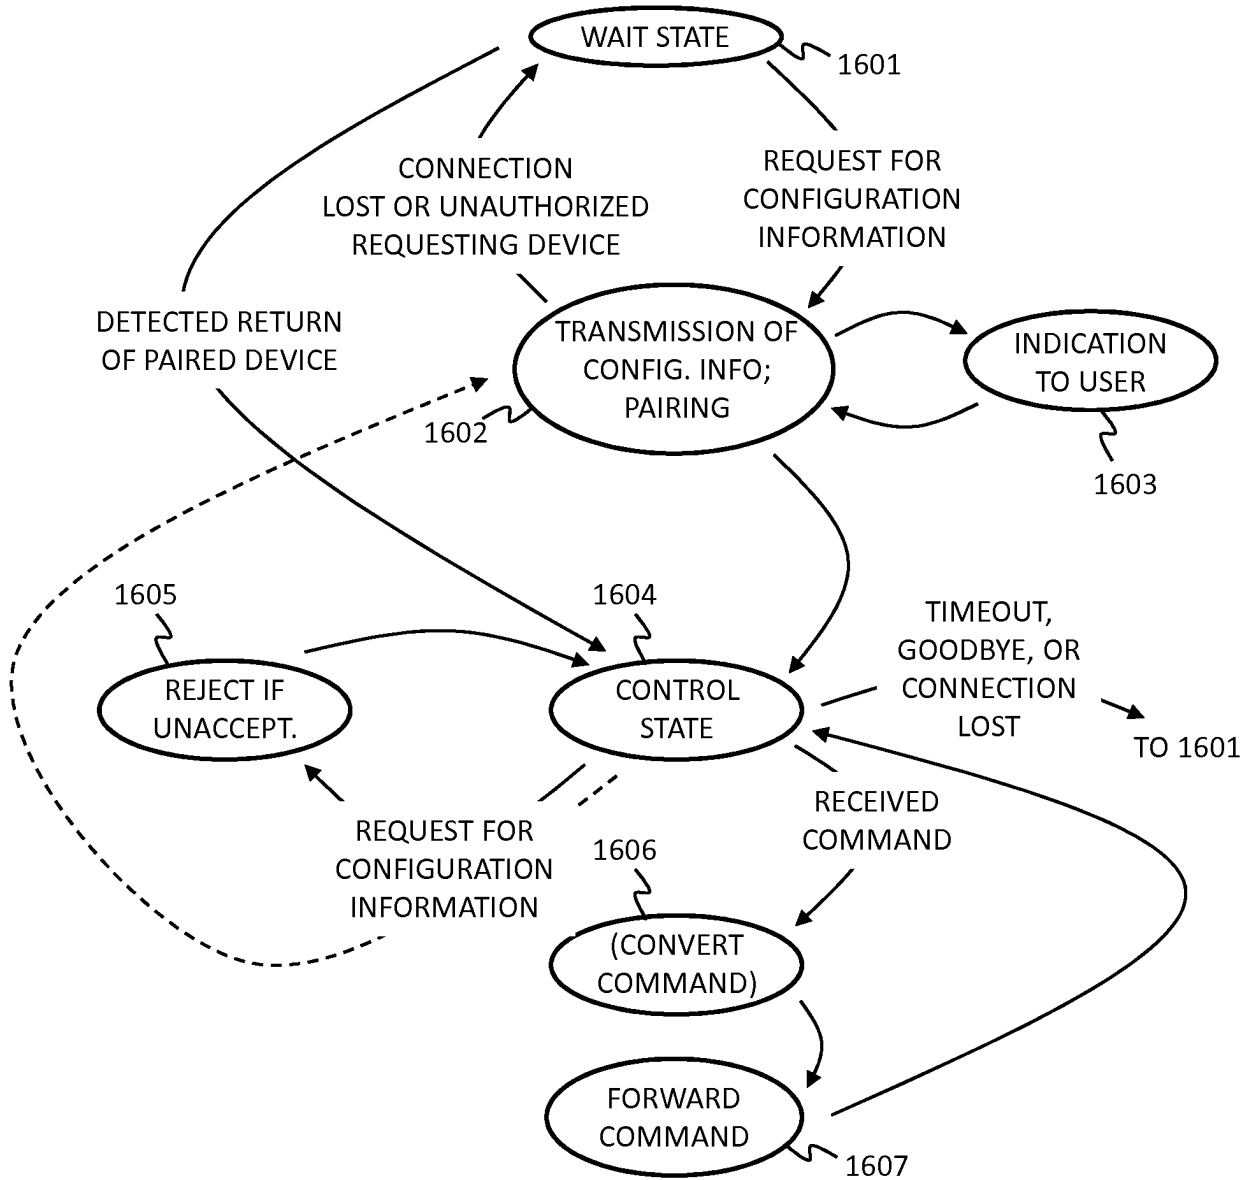 WAIT STATE
1601
CONNECTION
LOST OR UNAUTHORIZED
REQUESTING DEVICE
REQUEST FOR
CONFIGURATION
INFORMATION
DETECTED RETURN
OF PAIRED DEVICE
TRANSMISSION OF
CONFIG. INFO;
PAIRING
1602
INDICATION
TO USER
1603
1605
REJECT IF
UNACCEPT.
1604
CONTROL
STATE
TIMEOUT,
GOODBYE, OR
CONNECTION
LOST
TO 1601
REQUEST FOR
CONFIGURATION
INFORMATION
RECEIVED
COMMAND
1606
(CONVERT
COMMAND)
FORWARD
COMMAND
1607